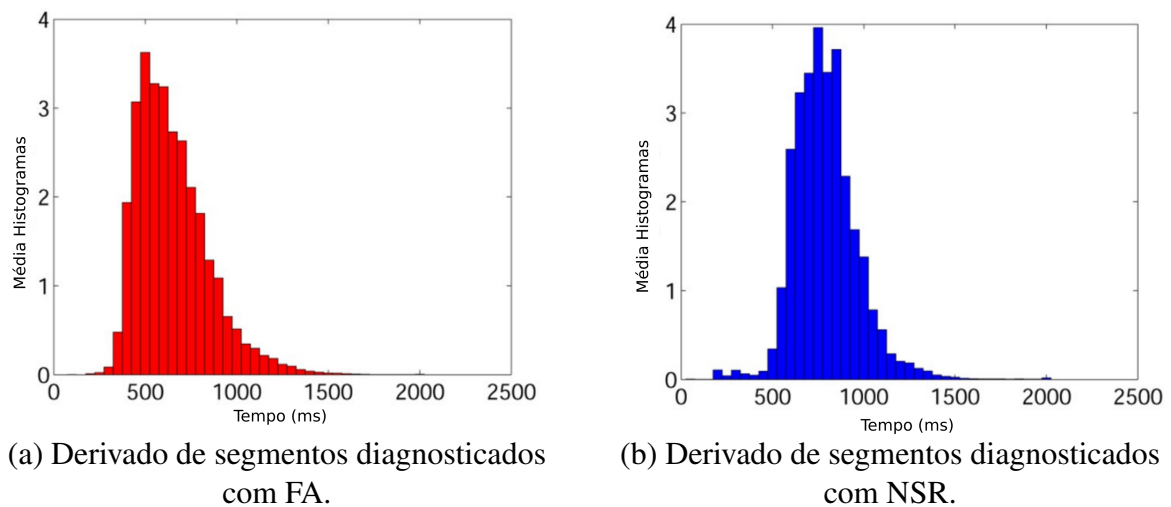 4
3
2
1
0
Média Histogramas
0
500
1000
1500
2000
2500
Tempo (ms)
(a) Derivado de segmentos diagnosticados
com FA.
4
3
2
1
0
Média Histogramas
0
500
1000
1500
2000
2500
Tempo (ms)
(b) Derivado de segmentos diagnosticados
com NSR.